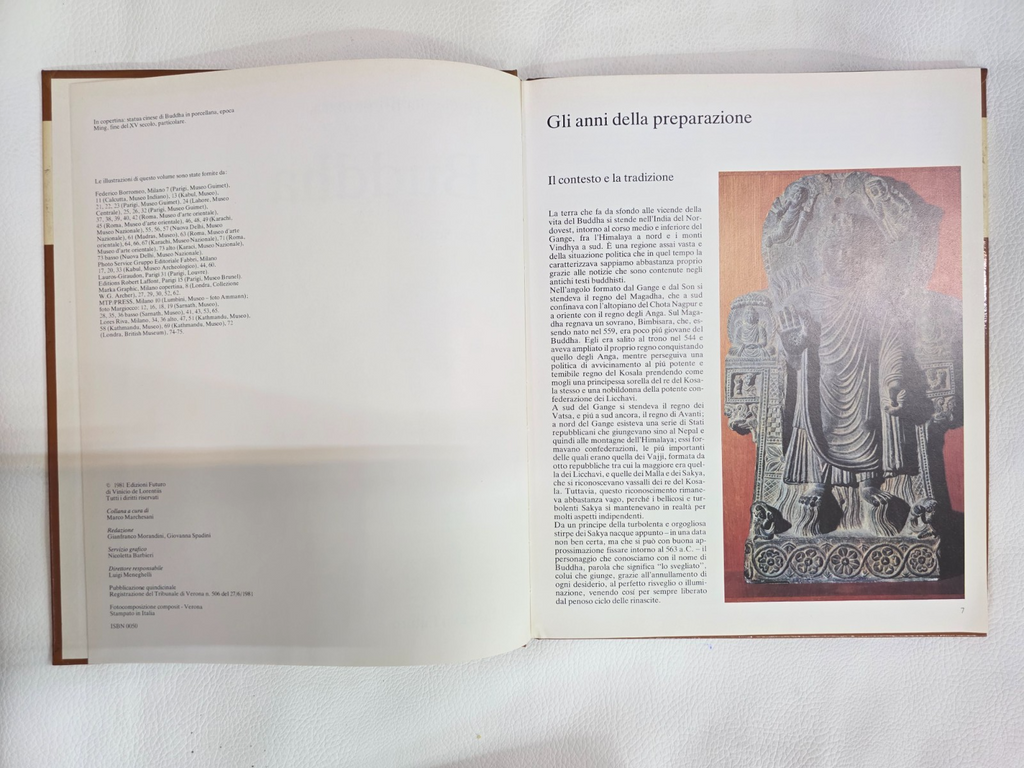 In copertina: statua cinese di Buddha in porcellana, epoca
Ming, fine del XV secolo, particolare.
Le illustrazioni di questo volume sono state fornite da:
Federico Borromeo, Milano 7 (Parigi, Museo Guimet),
11 (Calcutta, Museo Indiano), 13 (Kabul, Museo),
21, 22, 23 (Parigi, Museo Guimet), 24 (Lahore, Museo
Centrale), 25, 26, 32 (Parigi, Museo Guimet),
37, 38, 39, 40, 42 (Roma, Museo d'arte orientale),
45 (Roma, Museo d'arte orientale), 46, 48, 49 (Karachi,
Museo Nazionale), 55, 56, 57 (Nuova Delhi, Museo
Nazionale), 61 (Madras, Museo), 63 (Roma, Museo d'arte
orientale), 64, 66, 67 (Karachi, Museo Nazionale), 71 (Roma,
Museo d'arte orientale), 75 alto (Karaci, Museo Nazionale),
73 basso (Nuova Delhi, Museo Nazionale).
Photo Service Gruppo Editoriale Fabbri, Milano
17, 20, 33 (Kabul, Museo Archeologico), 44, 60,
Lauros-Giraudon, Parigi 31 (Parigi, Louvre).
Editions Robert Laffont, Parigi 15 (Parigi, Museo Brunel).
Marka Graphic, Milano copertina, 8 (Londra, Collezione
W.G. Archer), 27, 29, 30, 52, 62.
MTP/PRESS, Milano 10 (Lumbini, Museo - foto Ammann);
foto Margiocco: 12, 16, 18, 19 (Sarnath, Museo),
28, 35, 36 basso (Sarnath, Museo), 41, 43, 53, 65.
Lores Riva, Milano, 34, 36 alto, 47, 51 (Kathmandu, Museo);
58 (Kathmandu, Museo), 69 (Kathmandu, Museo), 72
(Londra, British Museum), 74-75.
© 1981 Edizioni Futuro
di Vinicio de Lorentiis
Tutti i diritti riservati
Collana a cura di
Marco Marchesani
Redazione
Gianfranco Morandini, Giovanna Spadini
Servizio grafico
Nicoletta Barbieri
Direttore responsabile
Luigi Meneghelli
Pubblicazione quindicinale
Registrazione del Tribunale di Verona n. 506 del 27/6/1981
Fotocomposizione composit - Verona
Stampato in Italia
ISBN 0050
Gli anni della preparazione
Il contesto e la tradizione
La terra che fa da sfondo alle vicende della
vita del Buddha si stende nell'India del Nor-
dovest, intorno al corso medio e inferiore del
Gange, fra l'Himalaya a nord e i monti
Vindhya a sud. È una regione assai vasta e
della situazione politica che in quel tempo la
caratterizzava sappiamo abbastanza proprio
grazie alle notizie che sono contenute negli
antichi testi buddhisti.
Nell'angolo formato dal Gange e dal Son si
stendeva il regno del Magadha, che a sud
confinava con l'altopiano del Chota Nagpur e
a oriente con il regno degli Anga. Sul Maga-
dha regnava un sovrano, Bimbisara, che, es-
sendo nato nel 559, era poco più giovane del
Buddha. Egli era salito al trono nel 544 e
aveva ampliato il proprio regno conquistando
quello degli Anga, mentre perseguiva una
politica di avvicinamento al più potente e
temibile regno del Kosala prendendo come
mogli una principessa sorella del re del Kosa-
la stesso e una nobildonna della potente con-
federazione dei Licchavi.
A sud del Gange si stendeva il regno dei
Vatsa, e più a sud ancora, il regno di Avanti;
a nord del Gange esisteva una serie di Stati
repubblicani che giungevano sino al Nepal e
quindi alle montagne dell'Himalaya; essi for-
mavano confederazioni, le più importanti
delle quali erano quella dei Vajji, formata da
otto repubbliche tra cui la maggiore era quel-
la dei Licchavi, e quelle dei Malla e dei Sakya,
che si riconoscevano vassalli del re del Kosa-
la. Tuttavia, questo riconoscimento rimane-
va abbastanza vago, perché i bellicosi e tur-
bolenti Sakya si mantenevano in realtà per
molti aspetti indipendenti.
Da un principe della turbolenta e orgogliosa
stirpe dei Sakya nacque appunto – in una data
non ben certa, ma che si può con buona ap-
prossimazione fissare intorno al 563 a.C. – il
personaggio che conosciamo con il nome di
Buddha, parola che significa "lo svegliato",
colui che giunge, grazie all'annullamento di
ogni desiderio, al perfetto risveglio o illumi-
nazione, venendo così per sempre liberato
dal penoso ciclo delle rinascite.
7